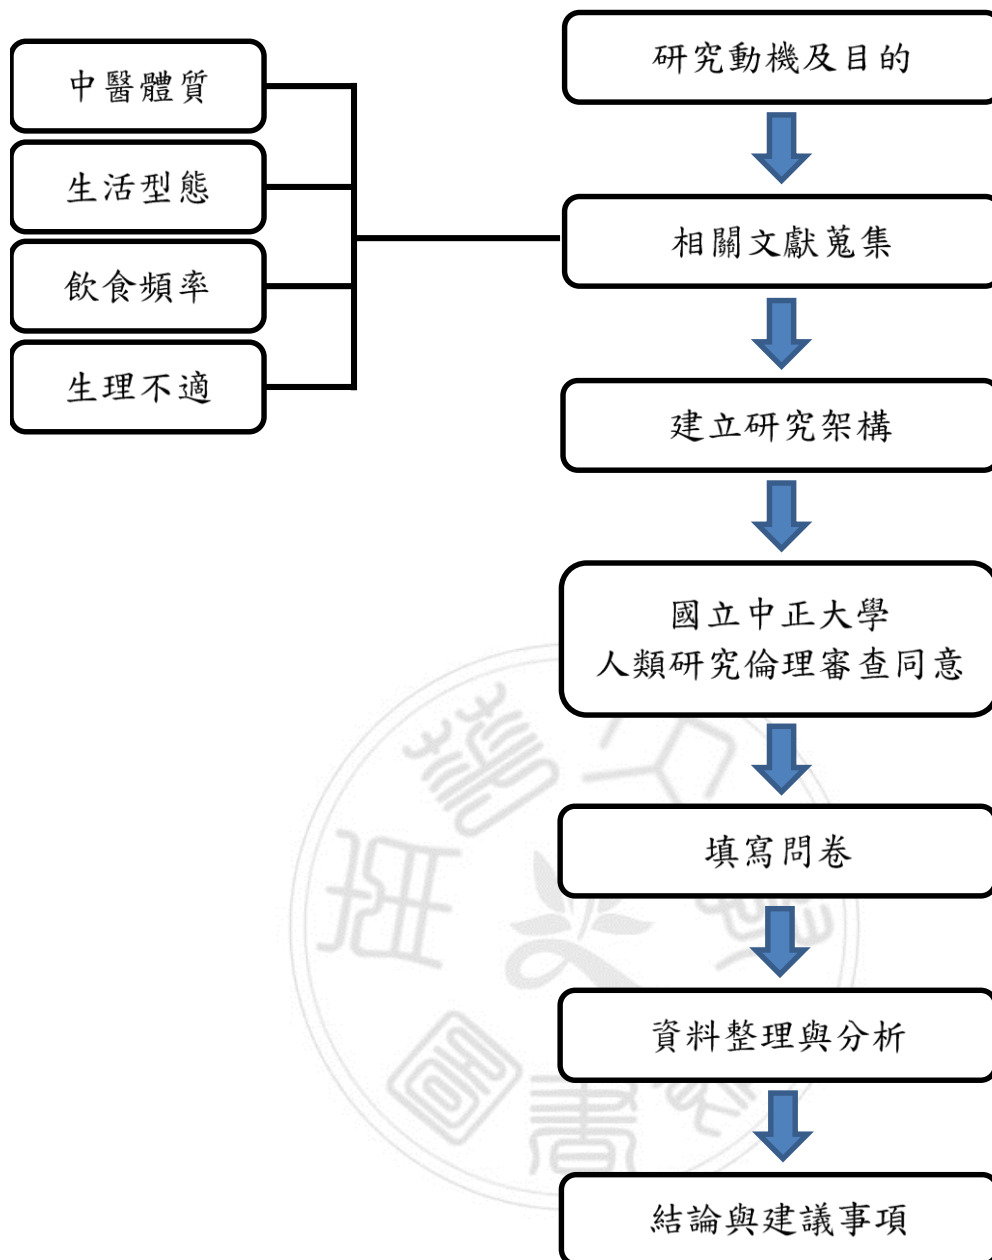 研究動機及目的
中醫體質
生活型態
飲食頻率
生理不適
相關文獻蒐集
建立研究架構
國立中正大學
人類研究倫理審查同意
填寫問卷
資料整理與分析
結論與建議事項